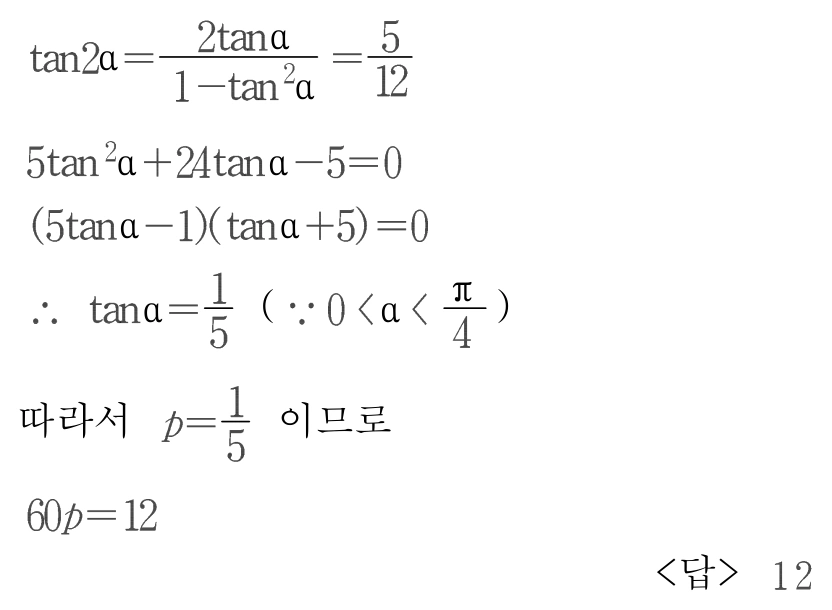 tan2α=2tanα/(1−tan²α)=5/12
5tan²α+24tanα−5=0
(5tanα−1)(tanα+5)=0
∴ tanα=1/5 (∵0<α<π/4)
따라서 p=1/5 이므로
60p=12
<답> 12